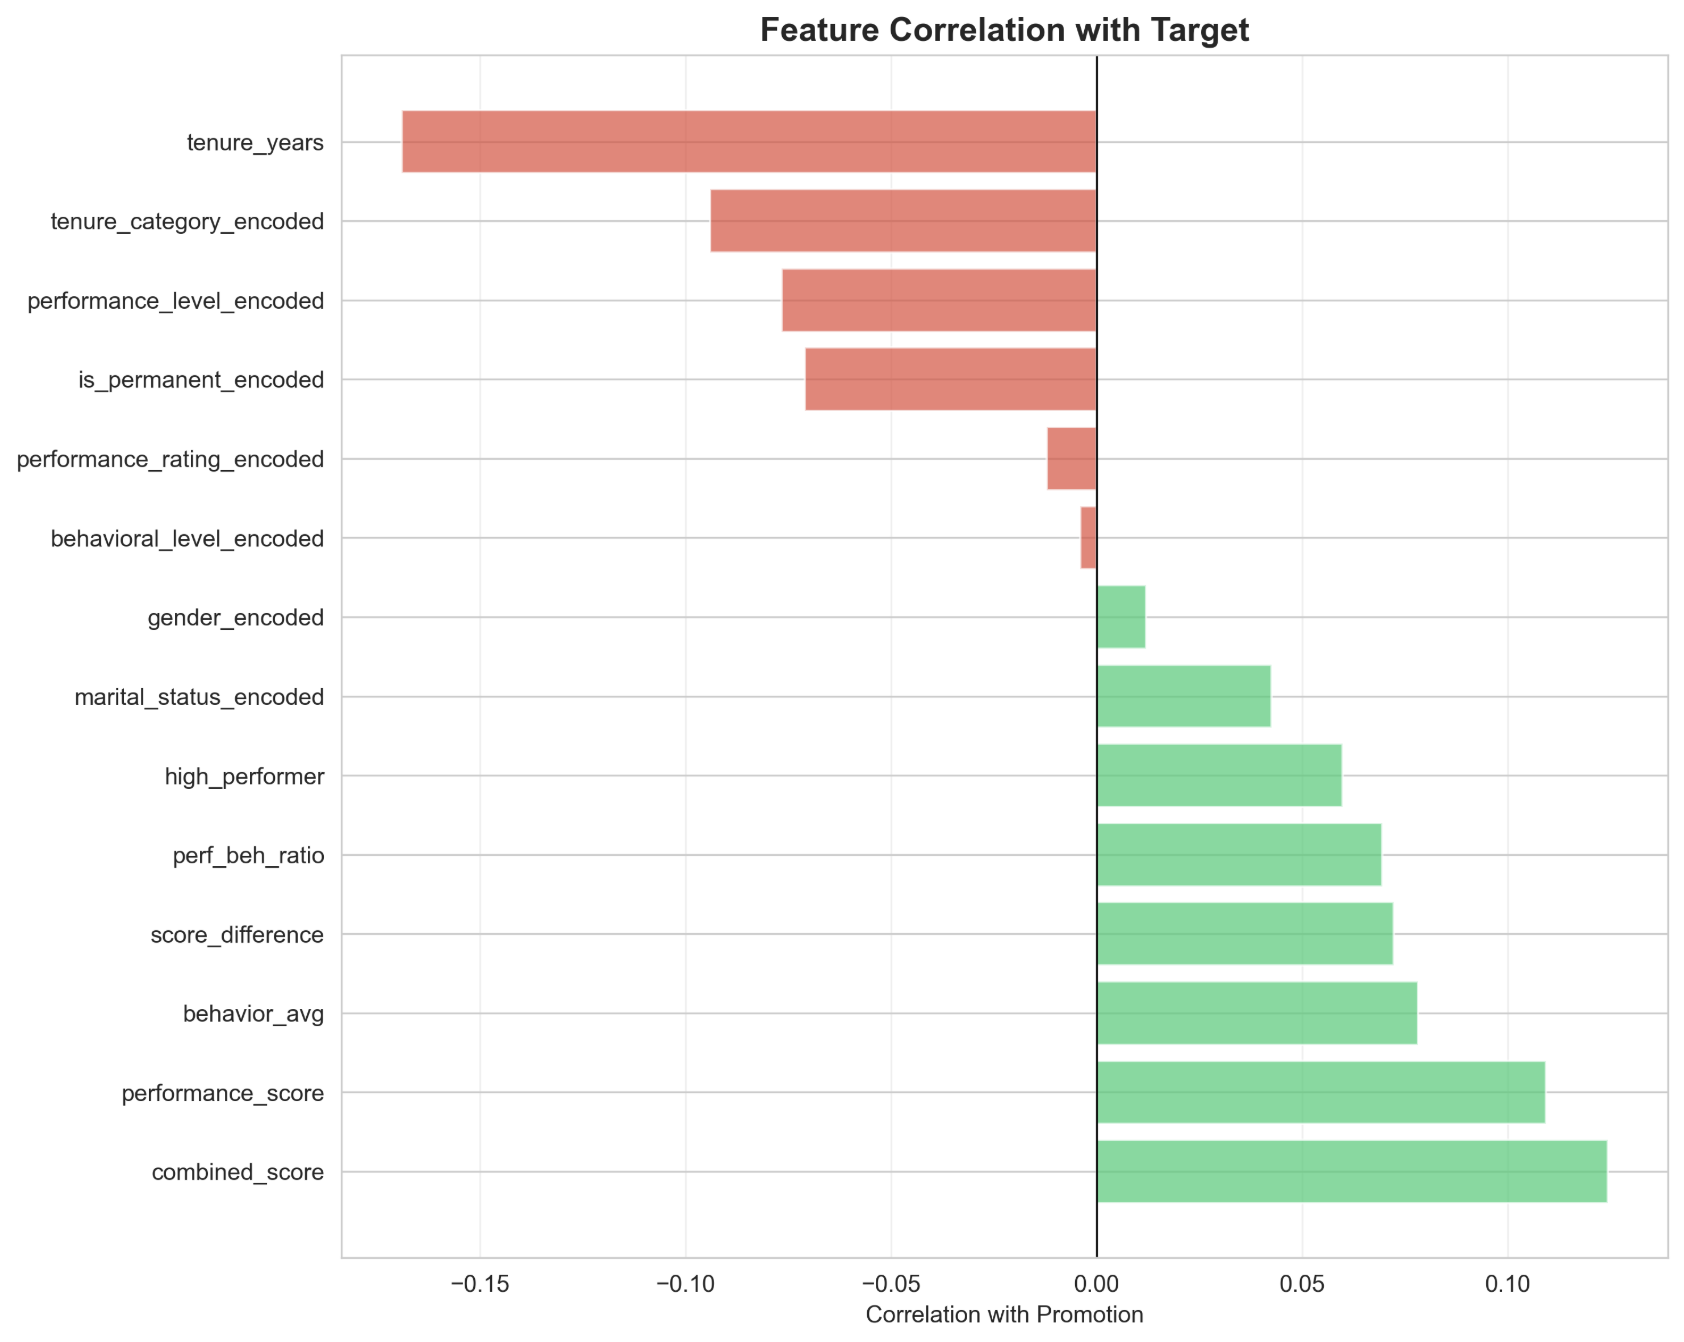 Feature Correlation with Target
tenure_years
tenure_category_encoded
performance_level_encoded
is_permanent_encoded
performance_rating_encoded
behavioral_level_encoded
gender_encoded
marital_status_encoded
high_performer
perf_beh_ratio
score_difference
behavior_avg
performance_score
combined_score
−0.15 −0.10 −0.05 0.00 0.05 0.10
Correlation with Promotion